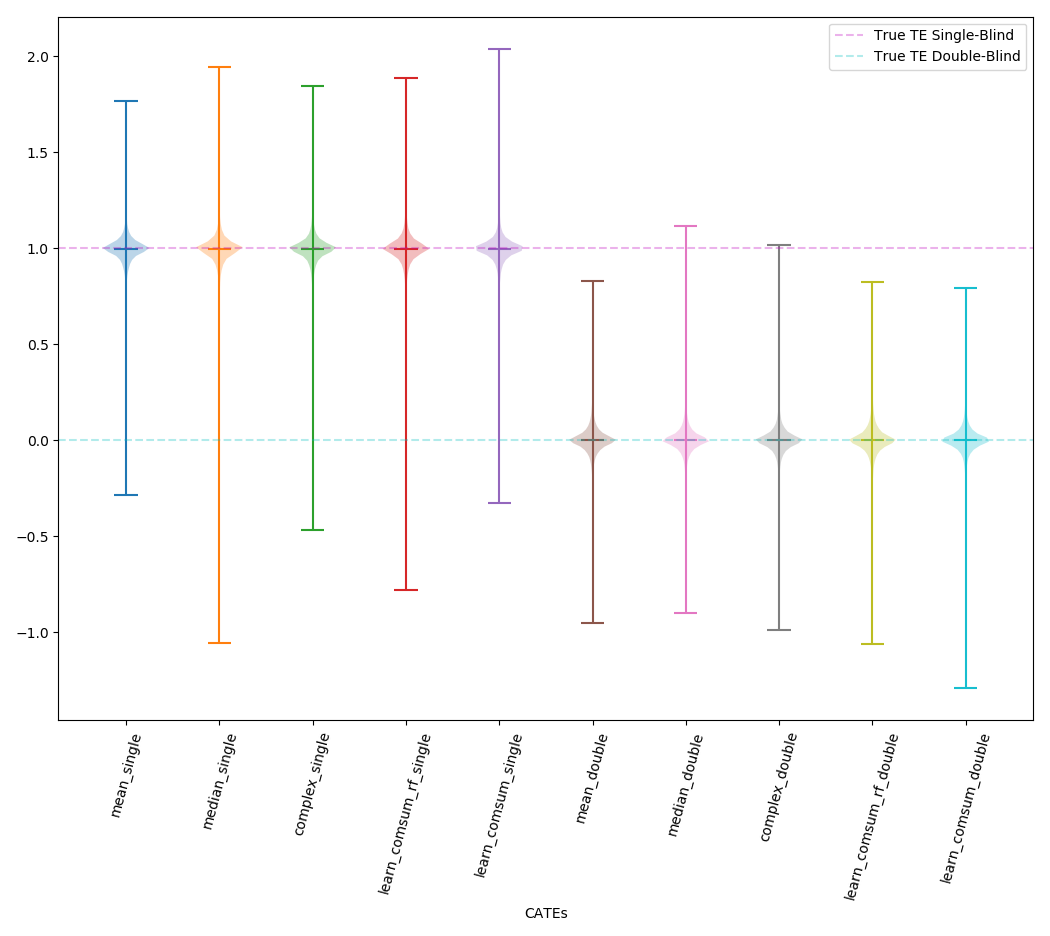 True TE Single-Blind
True TE Double-Blind
2.0
1.5
1.0
0.5
0.0
−0.5
−1.0
mean_single
median_single
complex_single
learn_comsum_rf_single
learn_comsum_single
mean_double
median_double
complex_double
learn_comsum_rf_double
learn_comsum_double
CATEs